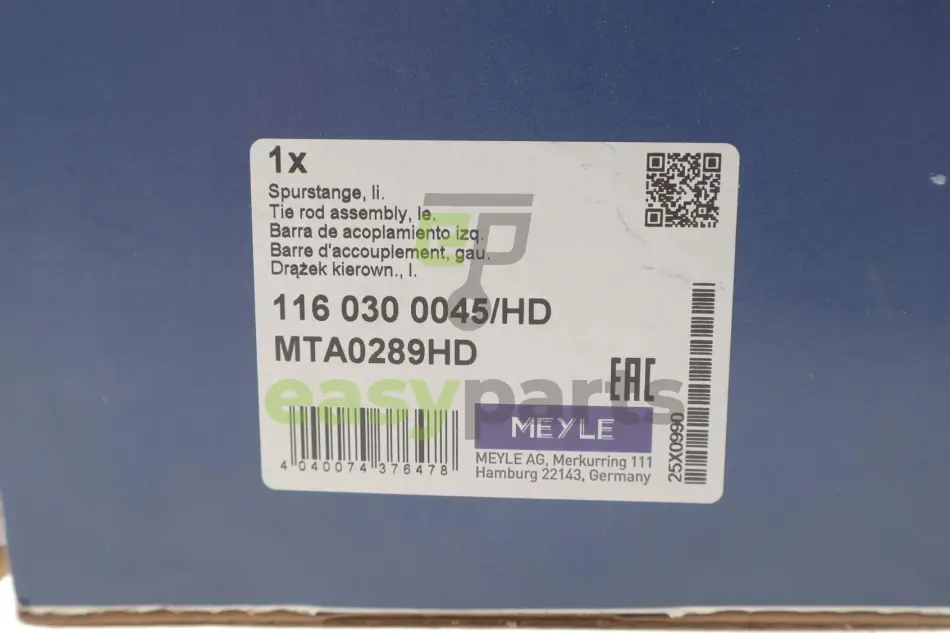 1x
Spurstange, li.
Tie rod assembly, le.
Barra de acoplamiento izq.
Barre d'accouplement, gau.
Drążek kierown., l.
116 030 0045/HD
MTA0289HD
EAC
easyparts
MEYLE
4 040074 376478
MEYLE AG, Merkurring 111
Hamburg 22143, Germany
25X0990
ep